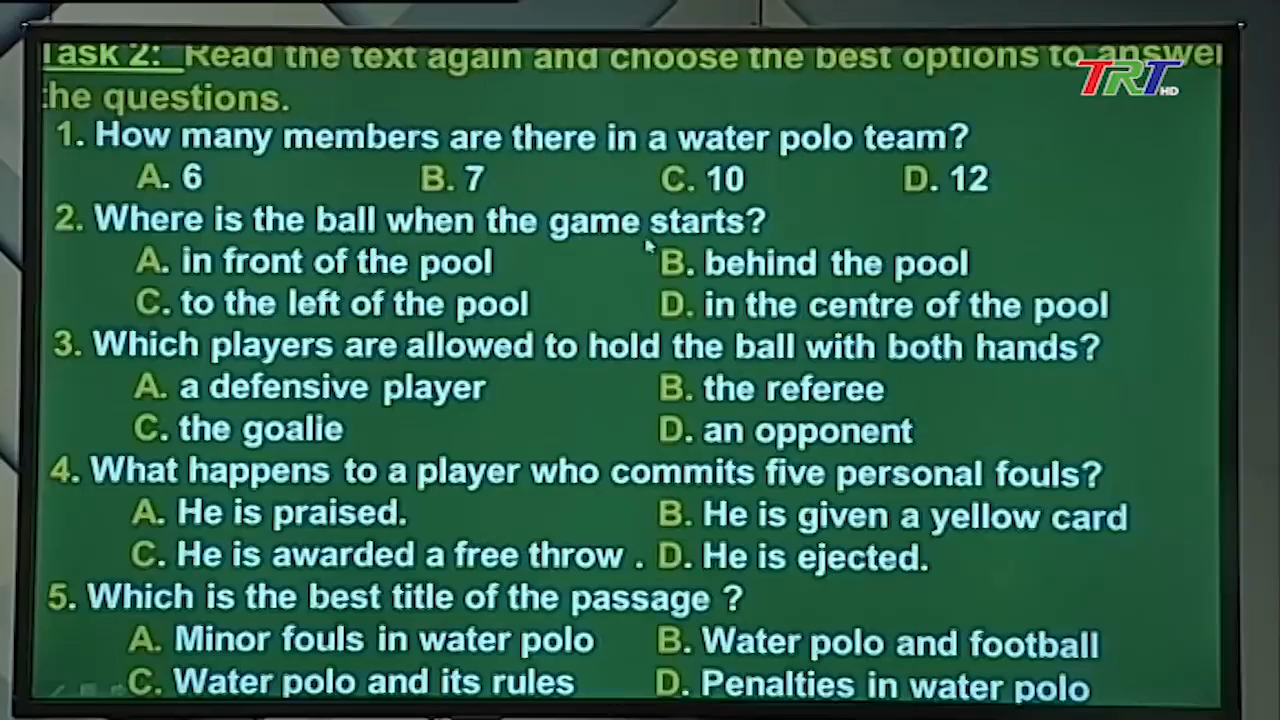 Task 2: Read the text again and choose the best options to answer
the questions.
TRT HD
1. How many members are there in a water polo team?
A. 6 B. 7 C. 10 D. 12
2. Where is the ball when the game starts?
A. in front of the pool B. behind the pool
C. to the left of the pool D. in the centre of the pool
3. Which players are allowed to hold the ball with both hands?
A. a defensive player B. the referee
C. the goalie D. an opponent
4. What happens to a player who commits five personal fouls?
A. He is praised. B. He is given a yellow card
C. He is awarded a free throw . D. He is ejected.
5. Which is the best title of the passage ?
A. Minor fouls in water polo B. Water polo and football
C. Water polo and its rules D. Penalties in water polo